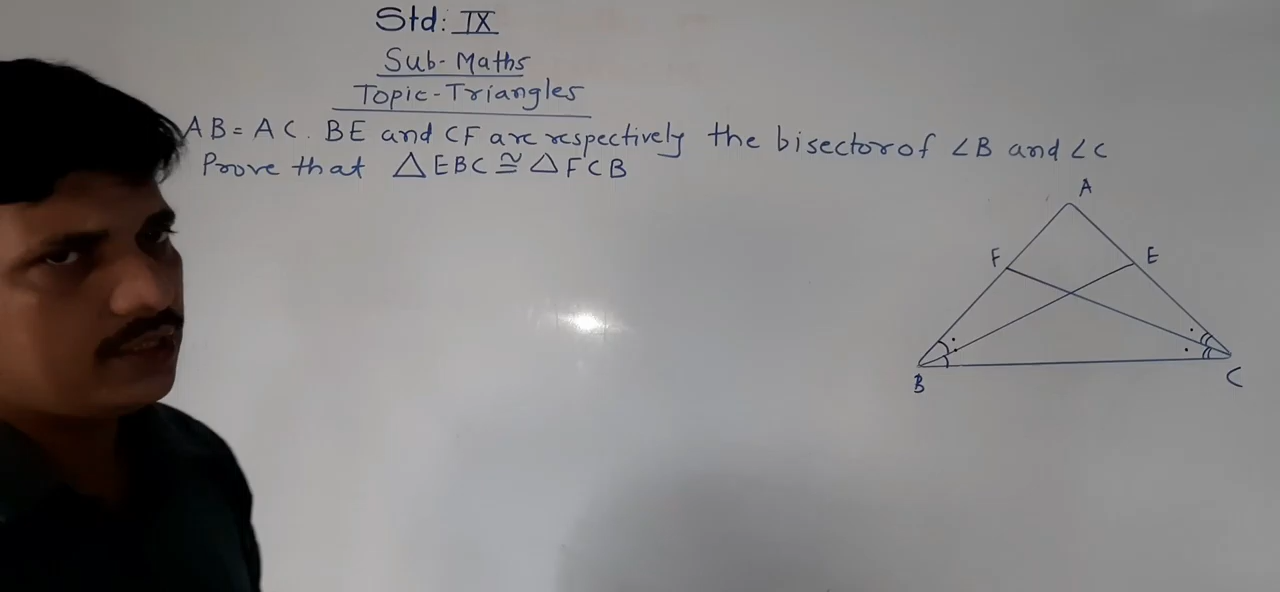 Std: IX
Sub- Maths
Topic-Triangles
AB = AC. BE and CF are respectively the bisector of ∠B and ∠C
Prove that △EBC ≅ △FCB
A
F E
B C